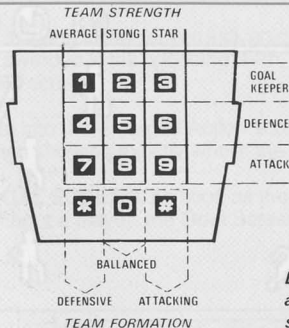 TEAM STRENGTH
AVERAGE STONG STAR
1 2 3
GOAL
KEEPER
4 5 6
DEFENCE
7 8 9
ATTACK
* 0 #
BALLANCED
DEFENSIVE ATTACKING
TEAM FORMATION